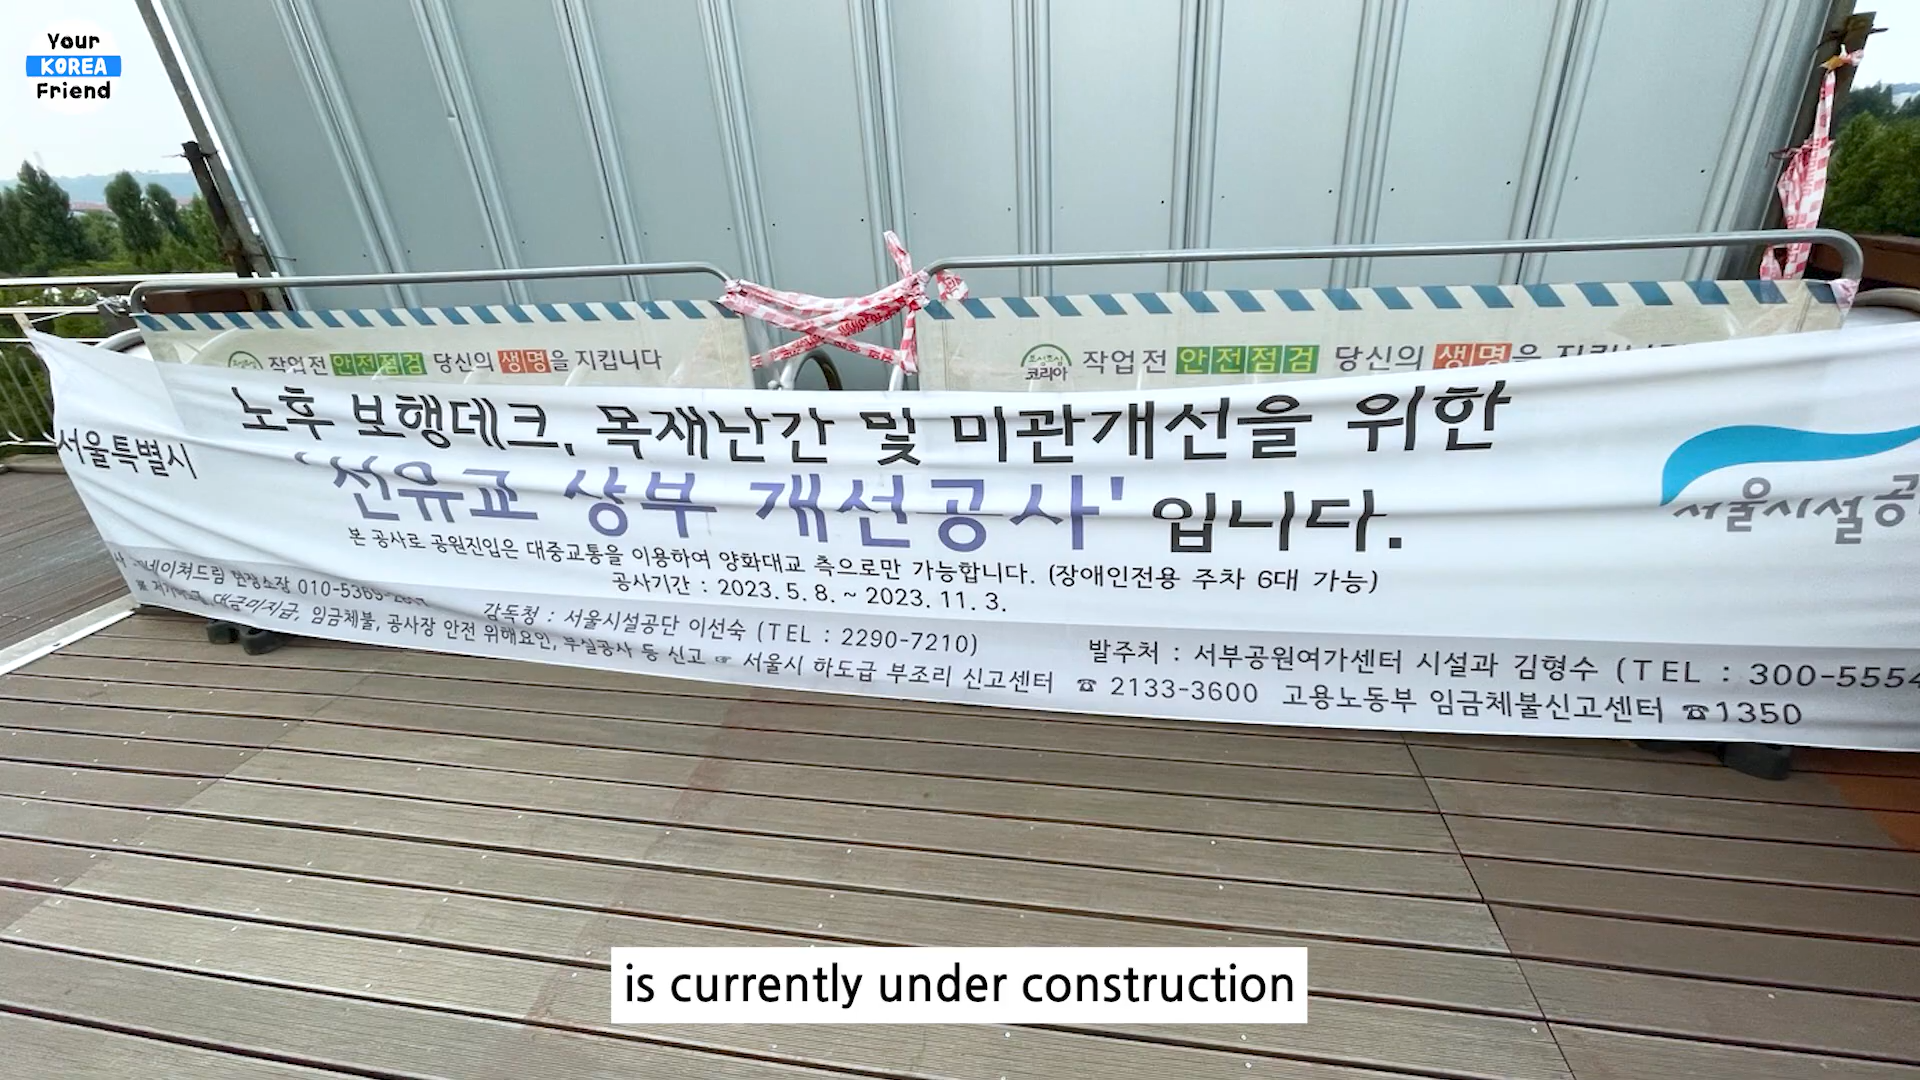 Your
KOREA
Friend
작업 전 안전점검 당신의 생명을 지킵니다
코리아
작업 전 안전점검 당신의 생명을
서울특별시
노후 보행데크, 목재난간 및 미관개선을 위한
'선유교 상부 개선공사' 입니다.
서울시설공
본 공사로 공원진입은 대중교통을 이용하여 양화대교 측으로만 가능합니다. (장애인전용 주차 6대 가능)
공사기간 : 2023. 5. 8. ~ 2023. 11. 3.
네이쳐드림 현장소장 010-5369-
감독청 : 서울시설공단 이선숙 (TEL : 2290-7210)
발주처 : 서부공원여가센터 시설과 김형수 (TEL : 300-5554
대금미지급, 임금체불, 공사장 안전 위해요인, 부실공사 등 신고 ☞ 서울시 하도급 부조리 신고센터 ☎ 2133-3600 고용노동부 임금체불신고센터 ☎1350
is currently under construction